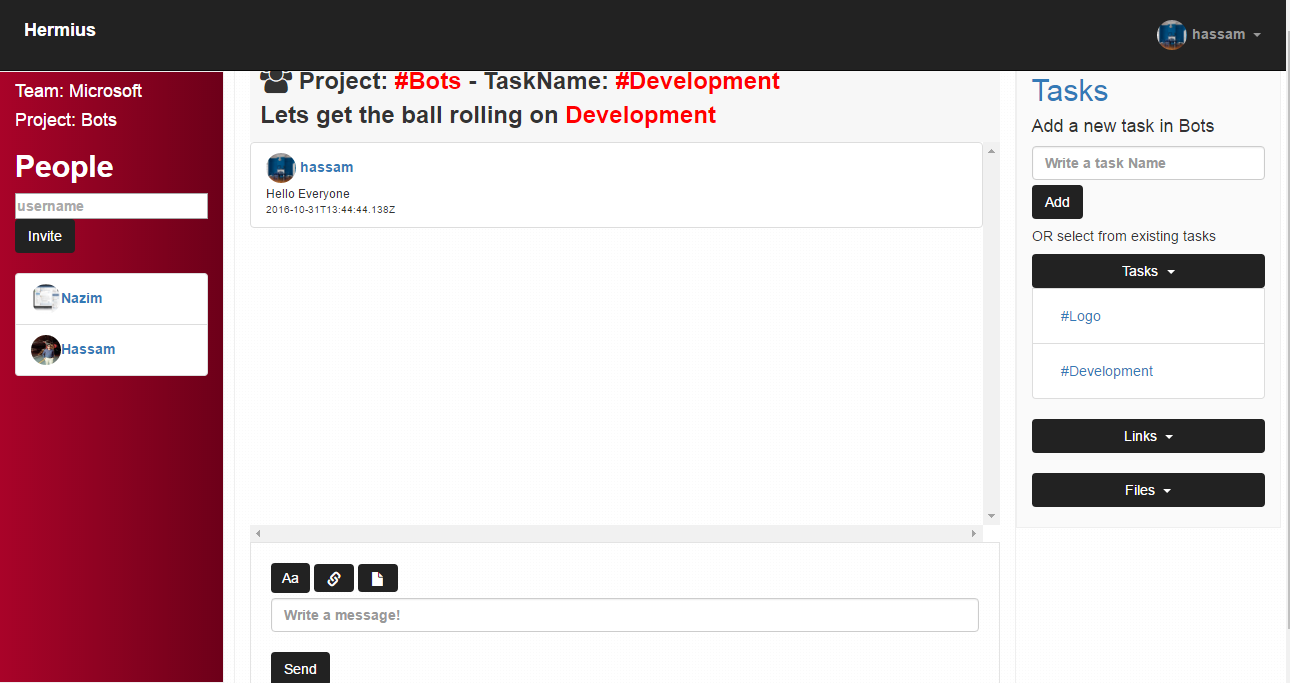 Hermius
hassam
Team: Microsoft
Project: Bots
People
username
Invite
Nazim
Hassam
Project: #Bots - TaskName: #Development
Lets get the ball rolling on Development
hassam
Hello Everyone
2016-10-31T13:44:44.138Z
Aa
Write a message!
Send
Tasks
Add a new task in Bots
Write a task Name
Add
OR select from existing tasks
Tasks
#Logo
#Development
Links
Files